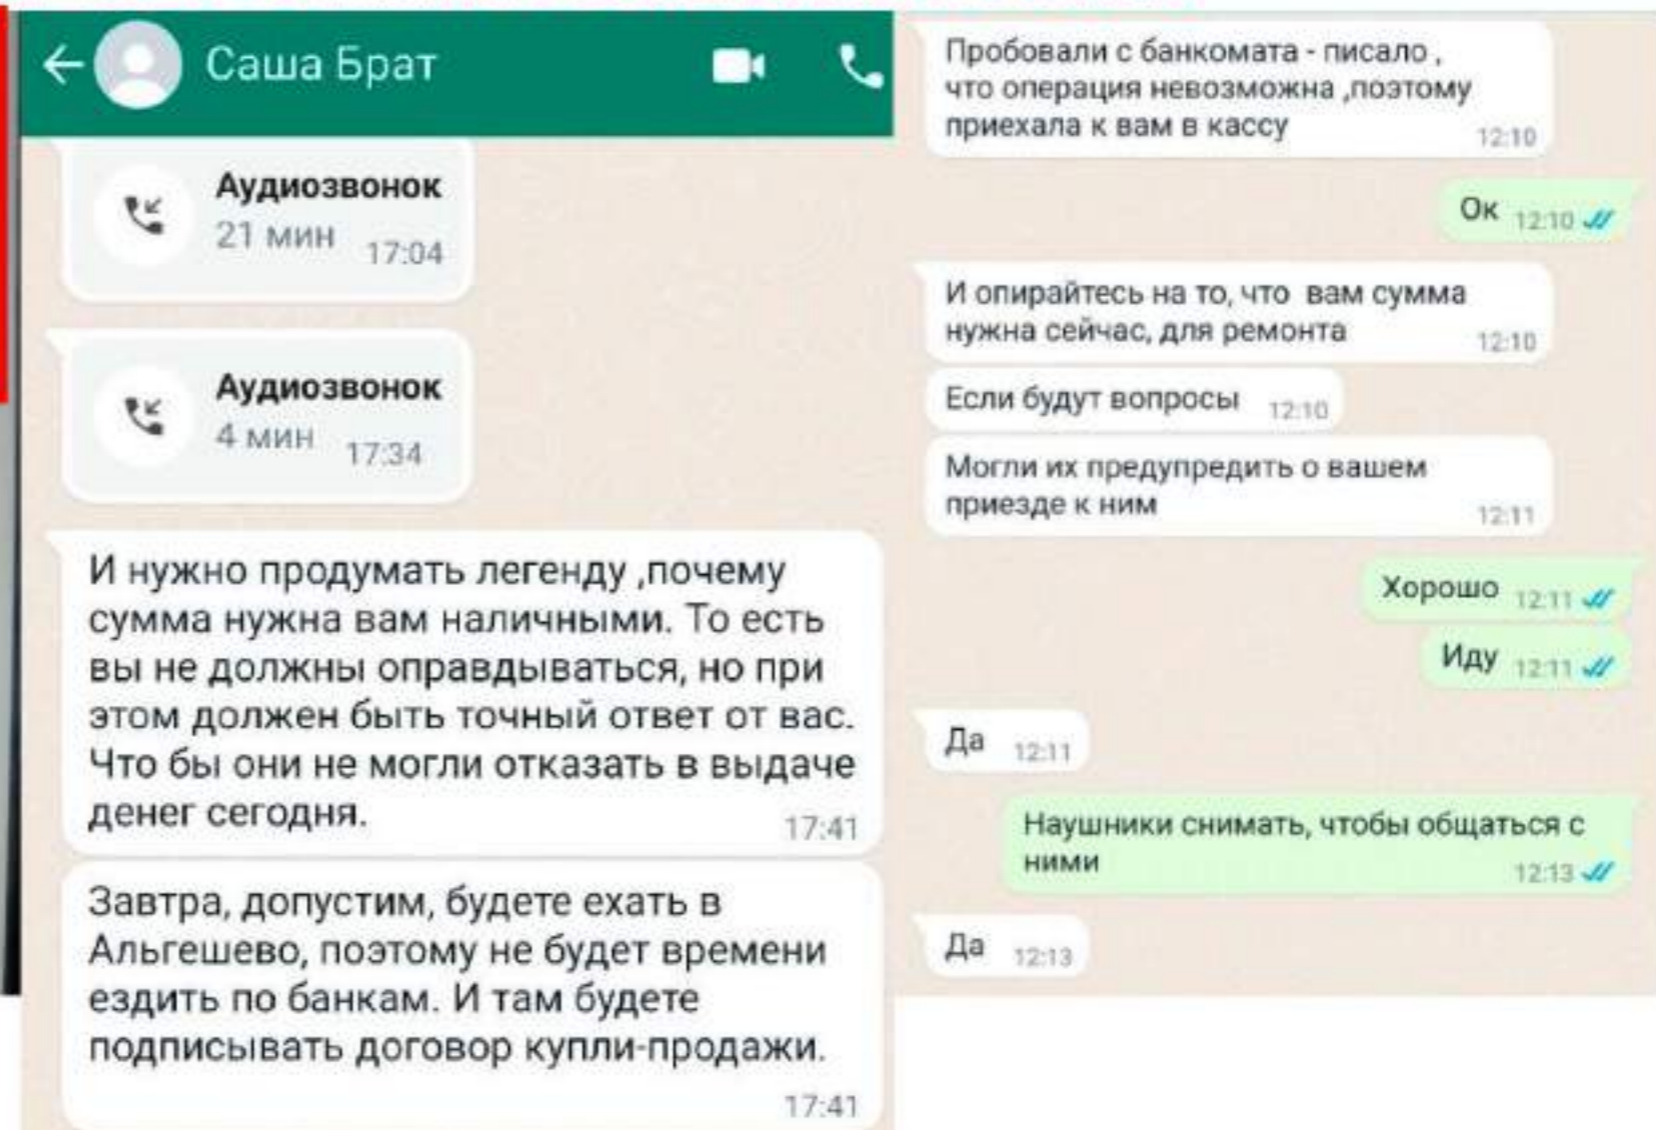 Саша Брат
Аудиозвонок
21 мин 17:04
Аудиозвонок
4 мин 17:34
И нужно продумать легенду ,почему
сумма нужна вам наличными. То есть
вы не должны оправдываться, но при
этом должен быть точный ответ от вас.
Что бы они не могли отказать в выдаче
денег сегодня.
17:41
Завтра, допустим, будете ехать в
Альгешево, поэтому не будет времени
ездить по банкам. И там будете
подписывать договор купли-продажи.
17:41
Пробовали с банкомата - писало ,
что операция невозможна ,поэтому
приехала к вам в кассу
12:10
Ок 12:10
И опирайтесь на то, что вам сумма
нужна сейчас, для ремонта
12:10
Если будут вопросы 12:10
Могли их предупредить о вашем
приезде к ним
12:11
Хорошо 12:11
Иду 12:11
Да 12:11
Наушники снимать, чтобы общаться с
ними
12:13
Да 12:13